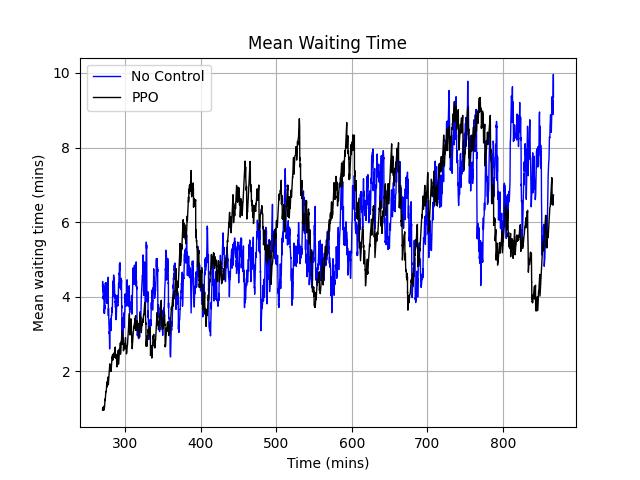 Mean Waiting Time
No Control
PPO
10
8
6
4
2
Mean waiting time (mins)
300 400 500 600 700 800
Time (mins)